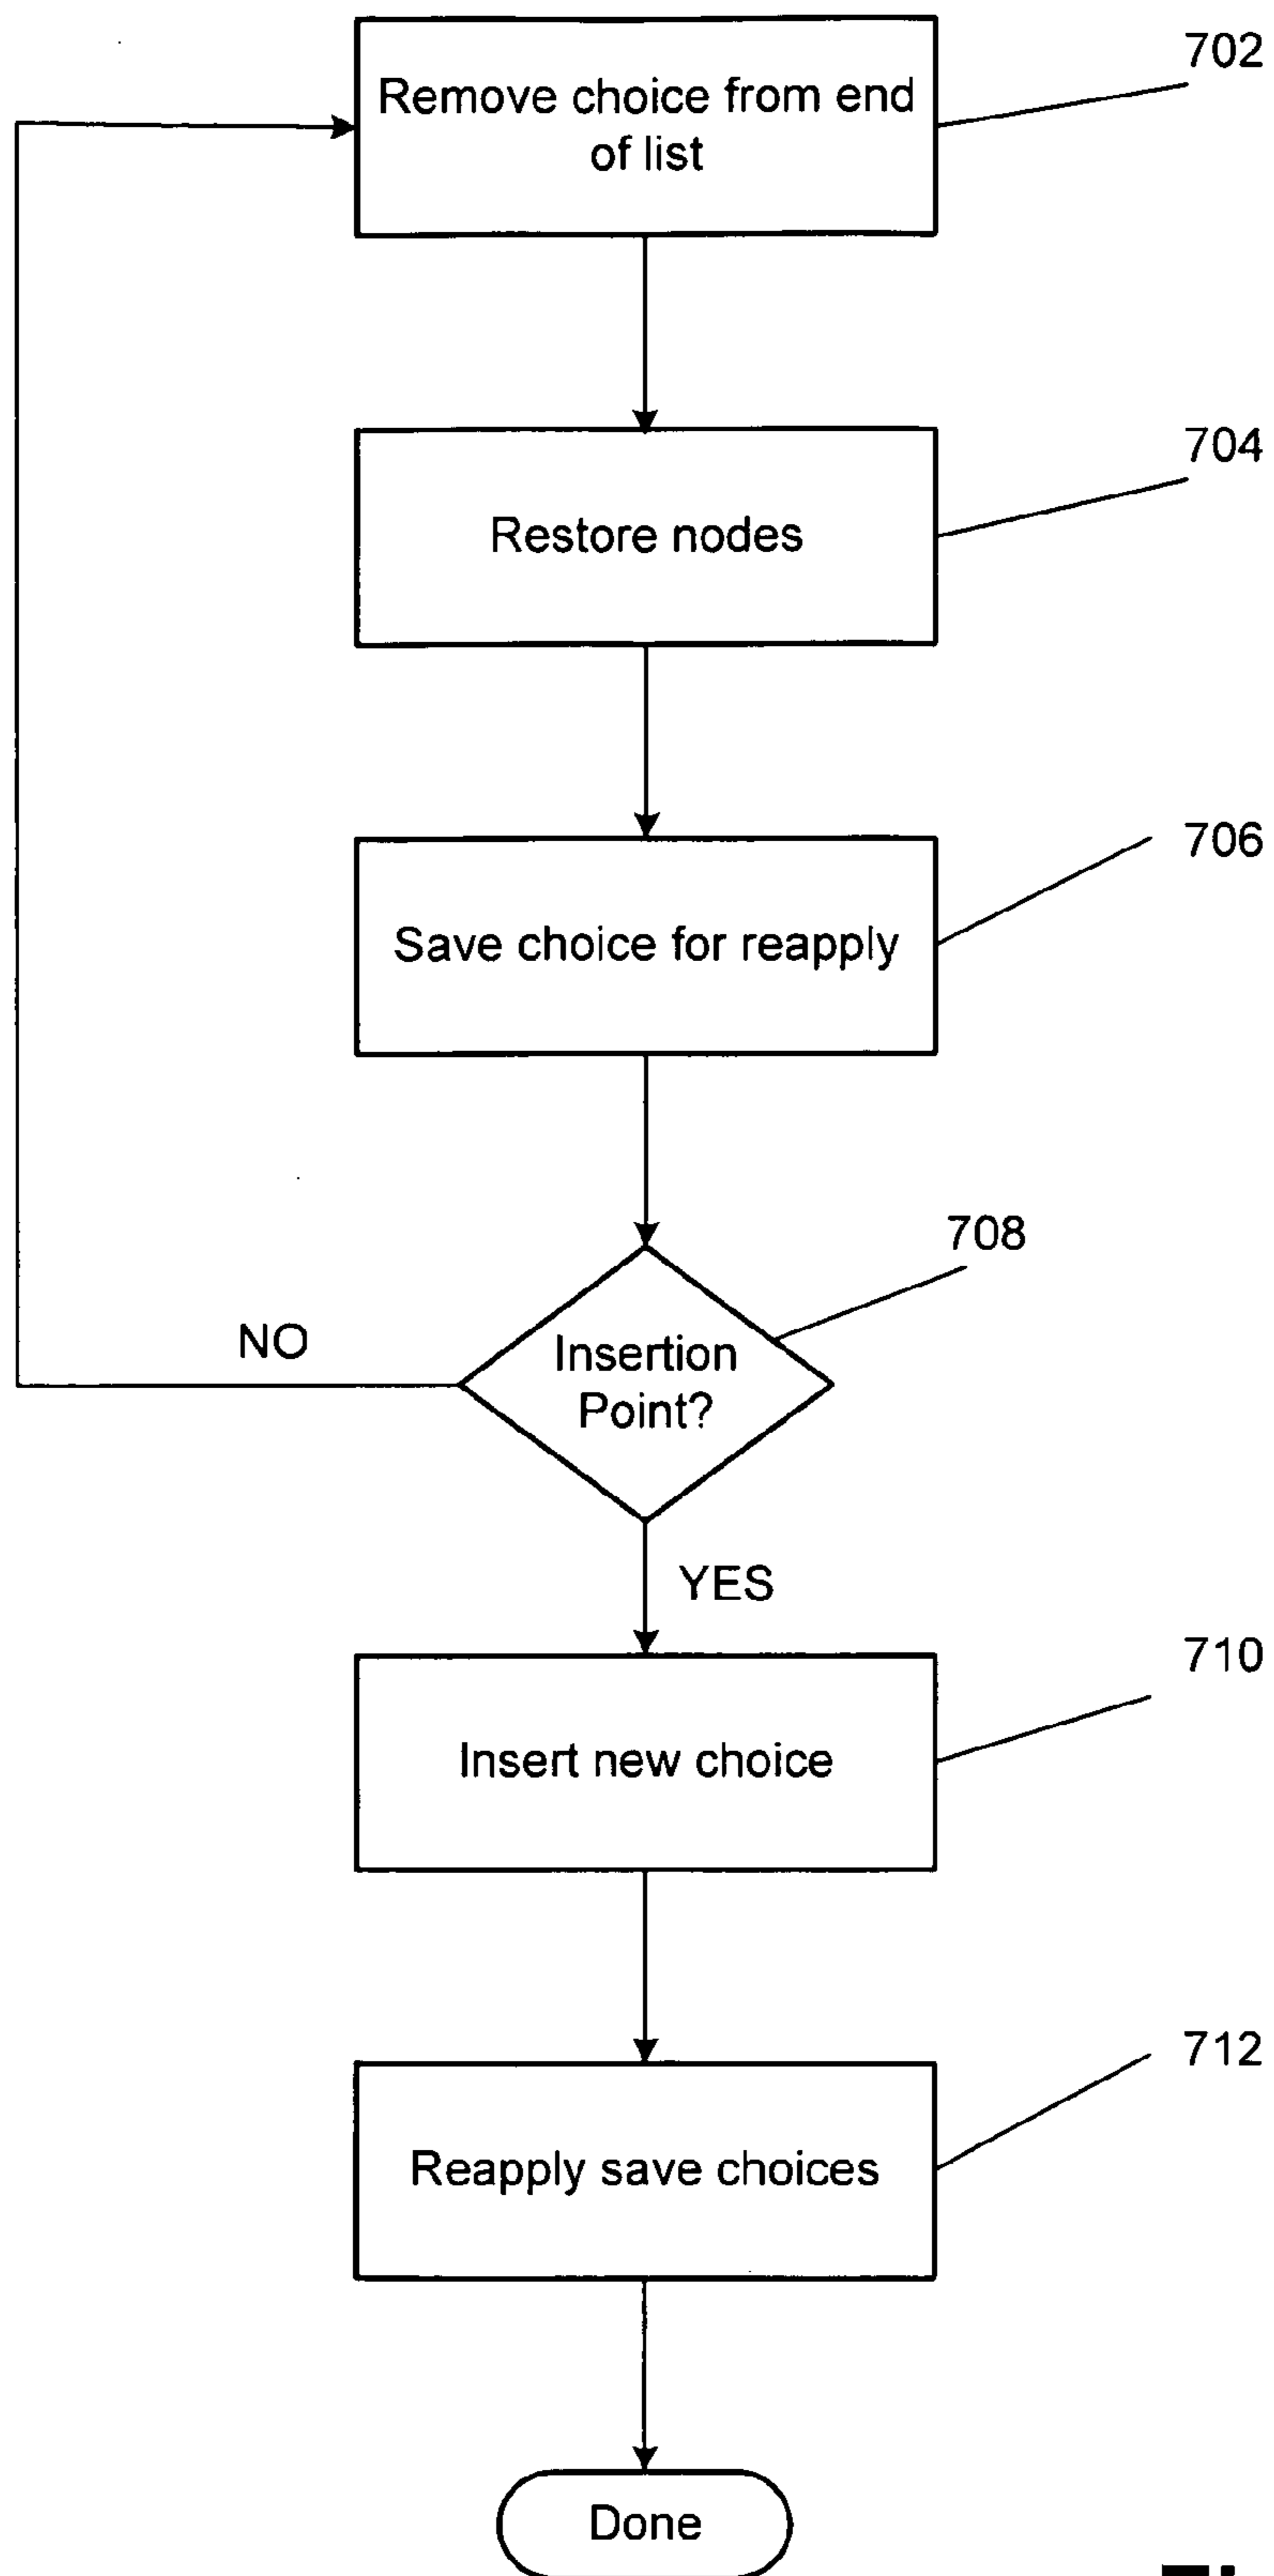 702
Remove choice from end
of list
704
Restore nodes
706
Save choice for reapply
708
Insertion
Point?
NO
YES
710
Insert new choice
712
Reapply save choices
Done